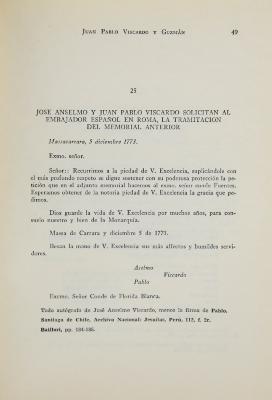 JUAN PABLO VISCARDO Y GUZMÁN 49
25
JOSE ANSELMO Y JUAN PABLO VISCARDO SOLICITAN AL
EMBAJADOR ESPAÑOL EN ROMA, LA TRAMITACION
DEL MEMORIAL ANTERIOR
Massacarrara, 5 diciembre 1773.
Exmo. señor.
Señor:: Recurrimos a la piedad de V. Excelencia, suplicándole con
el más profundo respeto se digne sostener con su poderosa protección la pe-
tición que en el adjunto memorial hacemos al exmo. señor conde Fuentes.
Esperamos obtener de la notoria piedad de V. Excelencia la gracia que pe-
dimos.
Dios guarde la vida de V. Excelencia por muchos años, para con-
suelo nuestro y bien de la Monarquía.
Massa de Carrara y diciembre 5 de 1773.
Besan la mano de V. Excelencia sus más affectos y humildes servi-
dores.
Anselmo
Viscardo
Pablo
Exmo. Señor Conde de Florida Blanca.
Todo autógrafo de José Anselmo Viscardo, menos la firma de Pablo.
Santiago de Chile, Archivo Nacional: Jesuitas, Perú, 112, f. 2r.
Batllori, pp. 184-185.